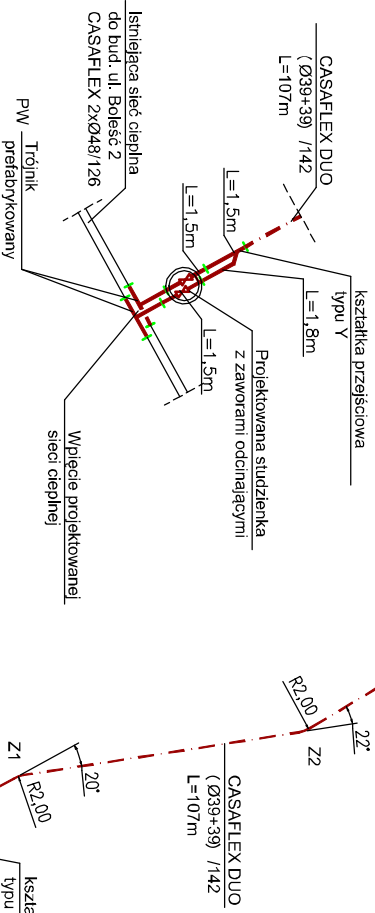 CASAFLEX DUO
(Ø39+39) /142
L=107m
kształtka przejściowa
typu Y
L=1,8m
L=1,5m
L=1,5m
L=1,5m
Projektowana studzienka
z zaworami odcinającymi
Istniejąca sieć cieplna
do bud. ul. Boleść 2
CASAFLEX 2xØ48/126
PW
Trójnik
prefabrykowany
Wpięcie projektowanej
sieci cieplnej
22°
R2,00
Z2
CASAFLEX DUO
(Ø39+39) /142
L=107m
20°
R2,00
Z1
kszta
typu